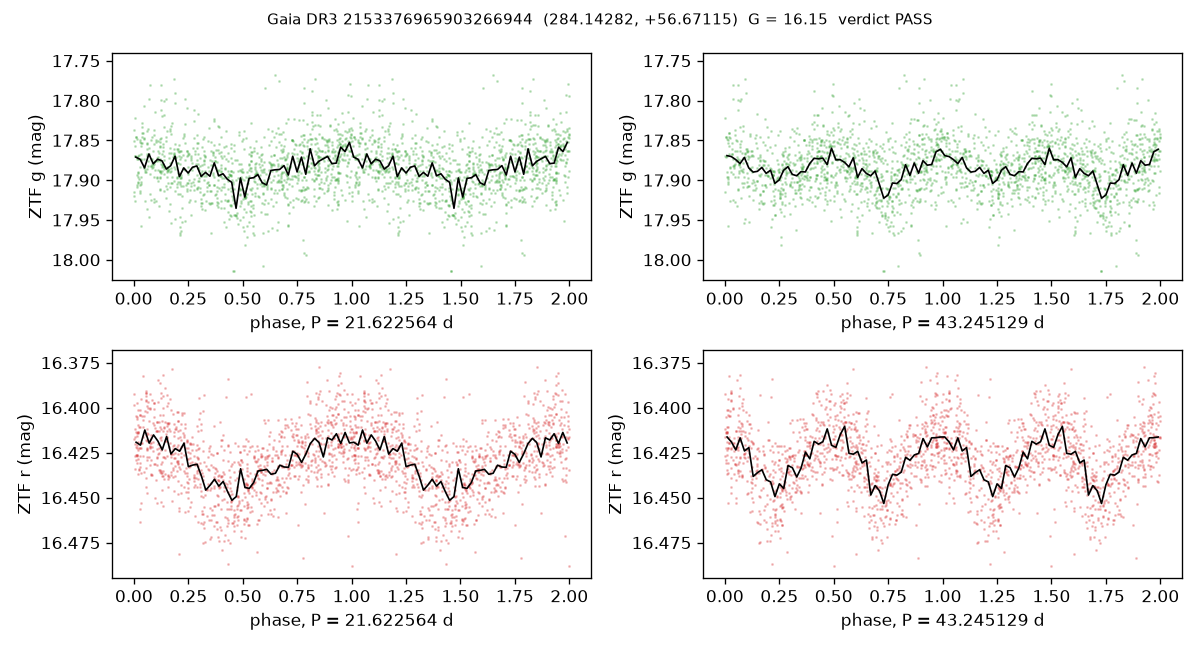 Gaia DR3 2153376965903266944 (284.14282, +56.67115) G = 16.15 verdict PASS
17.75
17.80
17.85
17.90
17.95
18.00
ZTF g (mag)
0.00 0.25 0.50 0.75 1.00 1.25 1.50 1.75 2.00
phase, P = 21.622564 d
17.75
17.80
17.85
17.90
17.95
18.00
ZTF g (mag)
0.00 0.25 0.50 0.75 1.00 1.25 1.50 1.75 2.00
phase, P = 43.245129 d
16.375
16.400
16.425
16.450
16.475
ZTF r (mag)
0.00 0.25 0.50 0.75 1.00 1.25 1.50 1.75 2.00
phase, P = 21.622564 d
16.375
16.400
16.425
16.450
16.475
ZTF r (mag)
0.00 0.25 0.50 0.75 1.00 1.25 1.50 1.75 2.00
phase, P = 43.245129 d